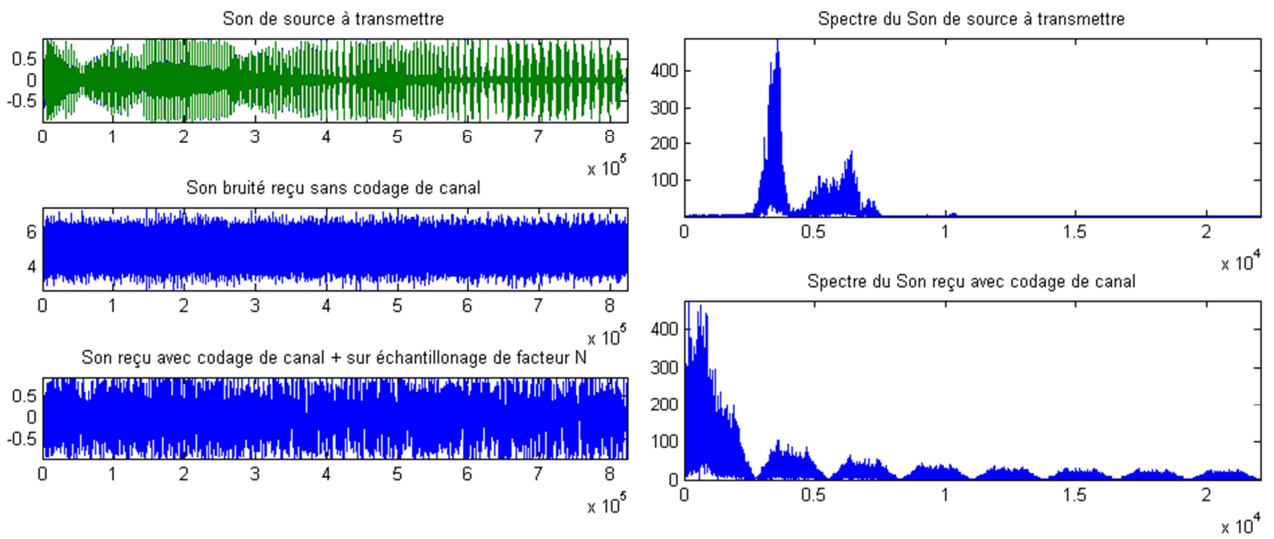 Son de source à transmettre
0.5
0
-0.5
0 1 2 3 4 5 6 7 8
x 10^5
Son bruité reçu sans codage de canal
6
4
0 1 2 3 4 5 6 7 8
x 10^5
Son reçu avec codage de canal + sur échantillonage de facteur N
0.5
0
-0.5
0 1 2 3 4 5 6 7 8
x 10^5
Spectre du Son de source à transmettre
400
300
200
100
0 0.5 1 1.5 2
x 10^4
Spectre du Son reçu avec codage de canal
400
300
200
100
0
0 0.5 1 1.5 2
x 10^4